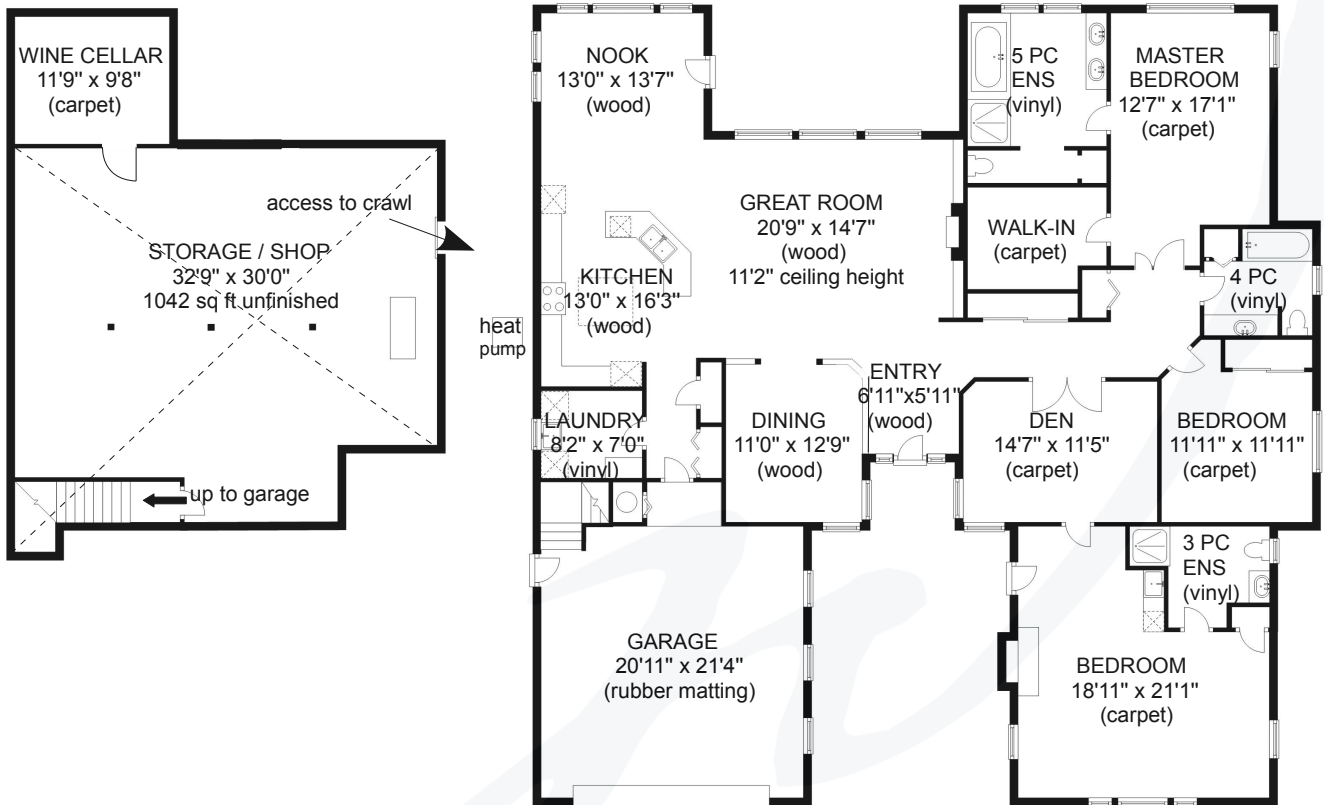 WINE CELLAR
11'9" x 9'8"
(carpet)
access to crawl
STORAGE / SHOP
32'9" x 30'0"
1042 sq ft unfinished
up to garage
heat
pump
NOOK
13'0" x 13'7"
(wood)
KITCHEN
13'0" x 16'3"
(wood)
GREAT ROOM
20'9" x 14'7"
(wood)
11'2" ceiling height
5 PC
ENS
(vinyl)
MASTER
BEDROOM
12'7" x 17'1"
(carpet)
WALK-IN
(carpet)
4 PC
(vinyl)
LAUNDRY
8'2" x 7'0"
(vinyl)
DINING
11'0" x 12'9"
(wood)
ENTRY
6'11"x5'11"
(wood)
DEN
14'7" x 11'5"
(carpet)
BEDROOM
11'11" x 11'11"
(carpet)
3 PC
ENS
(vinyl)
GARAGE
20'11" x 21'4"
(rubber matting)
BEDROOM
18'11" x 21'1"
(carpet)